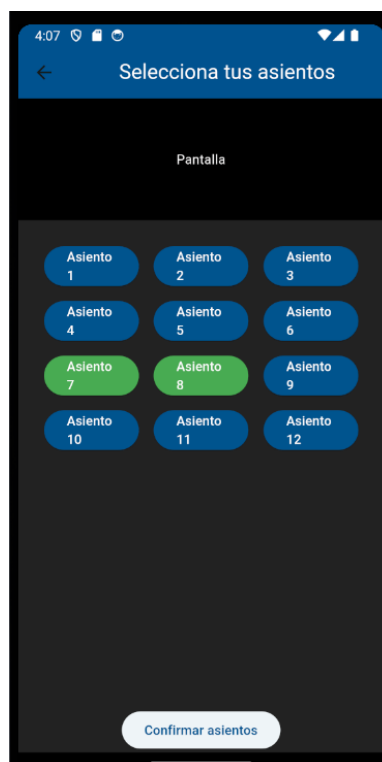 4:07
Selecciona tus asientos
Pantalla
Asiento
1
Asiento
2
Asiento
3
Asiento
4
Asiento
5
Asiento
6
Asiento
7
Asiento
8
Asiento
9
Asiento
10
Asiento
11
Asiento
12
Confirmar asientos